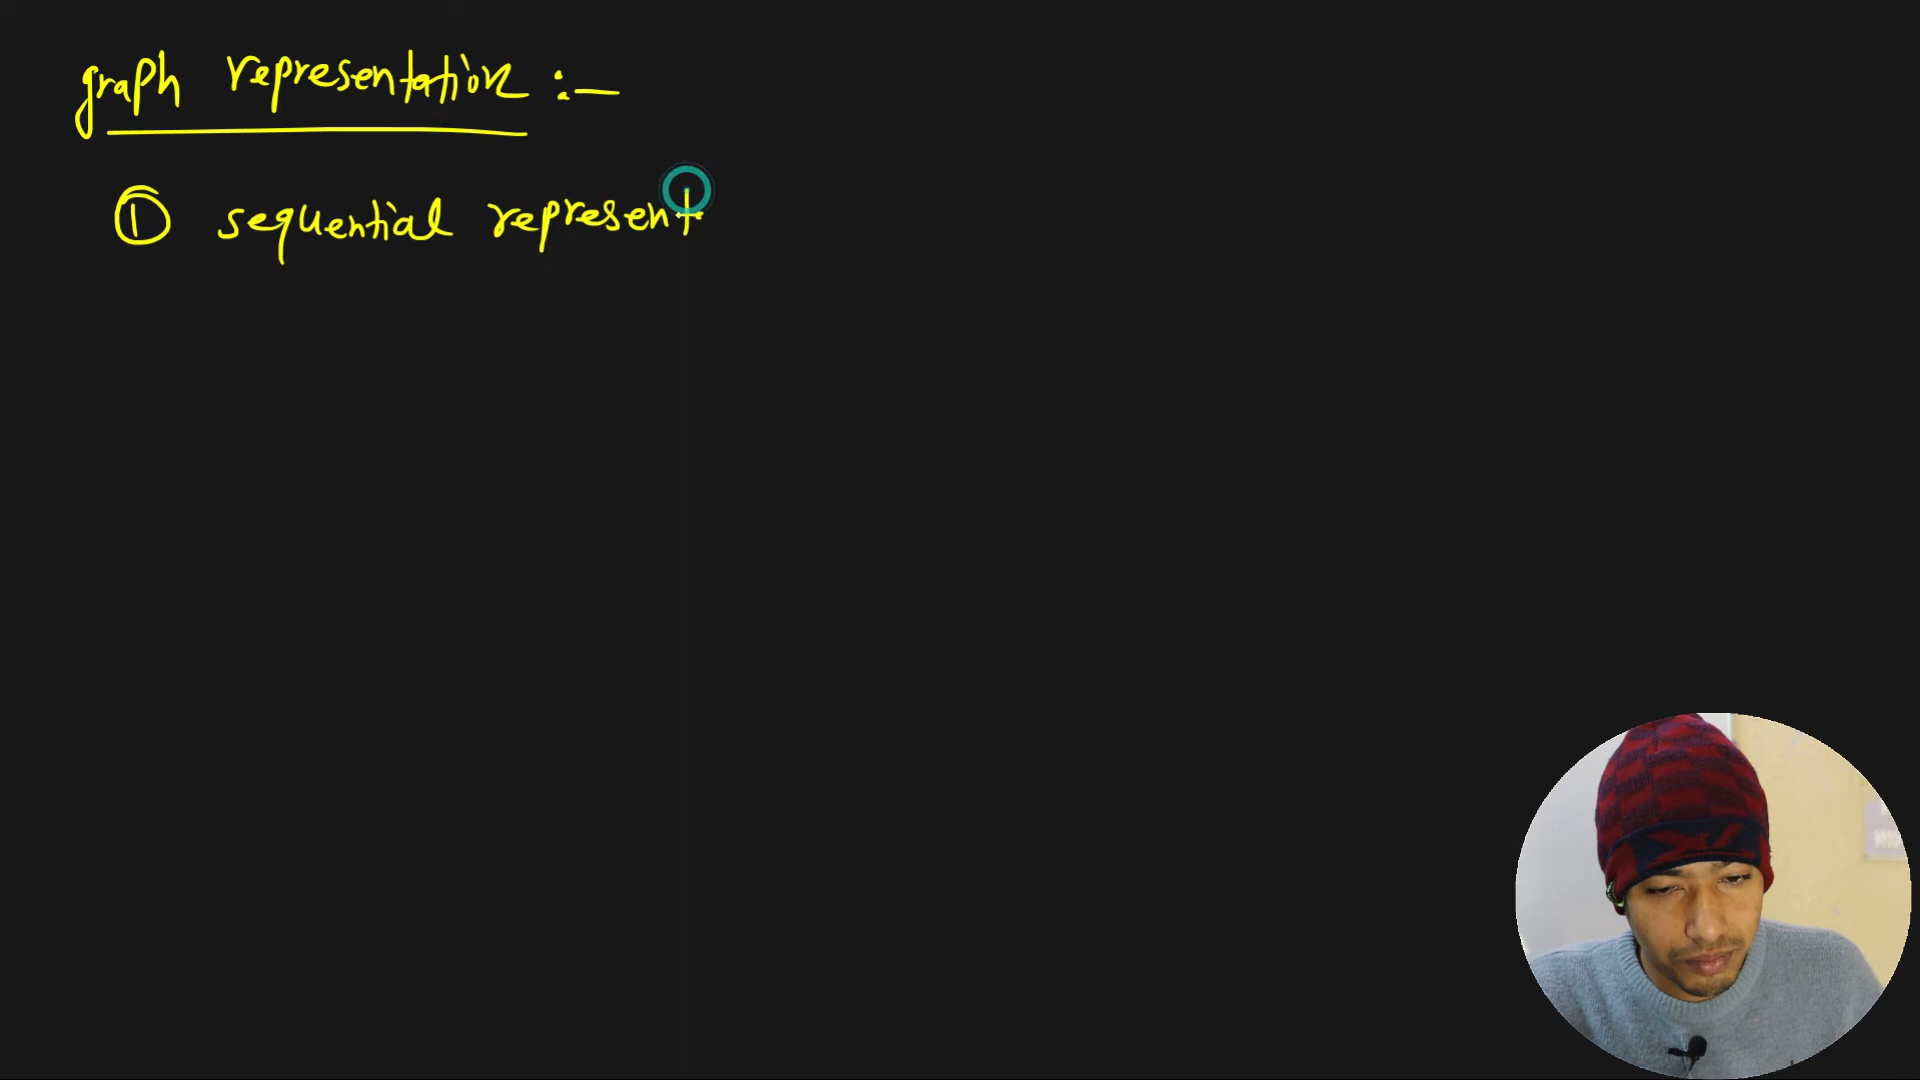 graph representation :-
① sequential represent